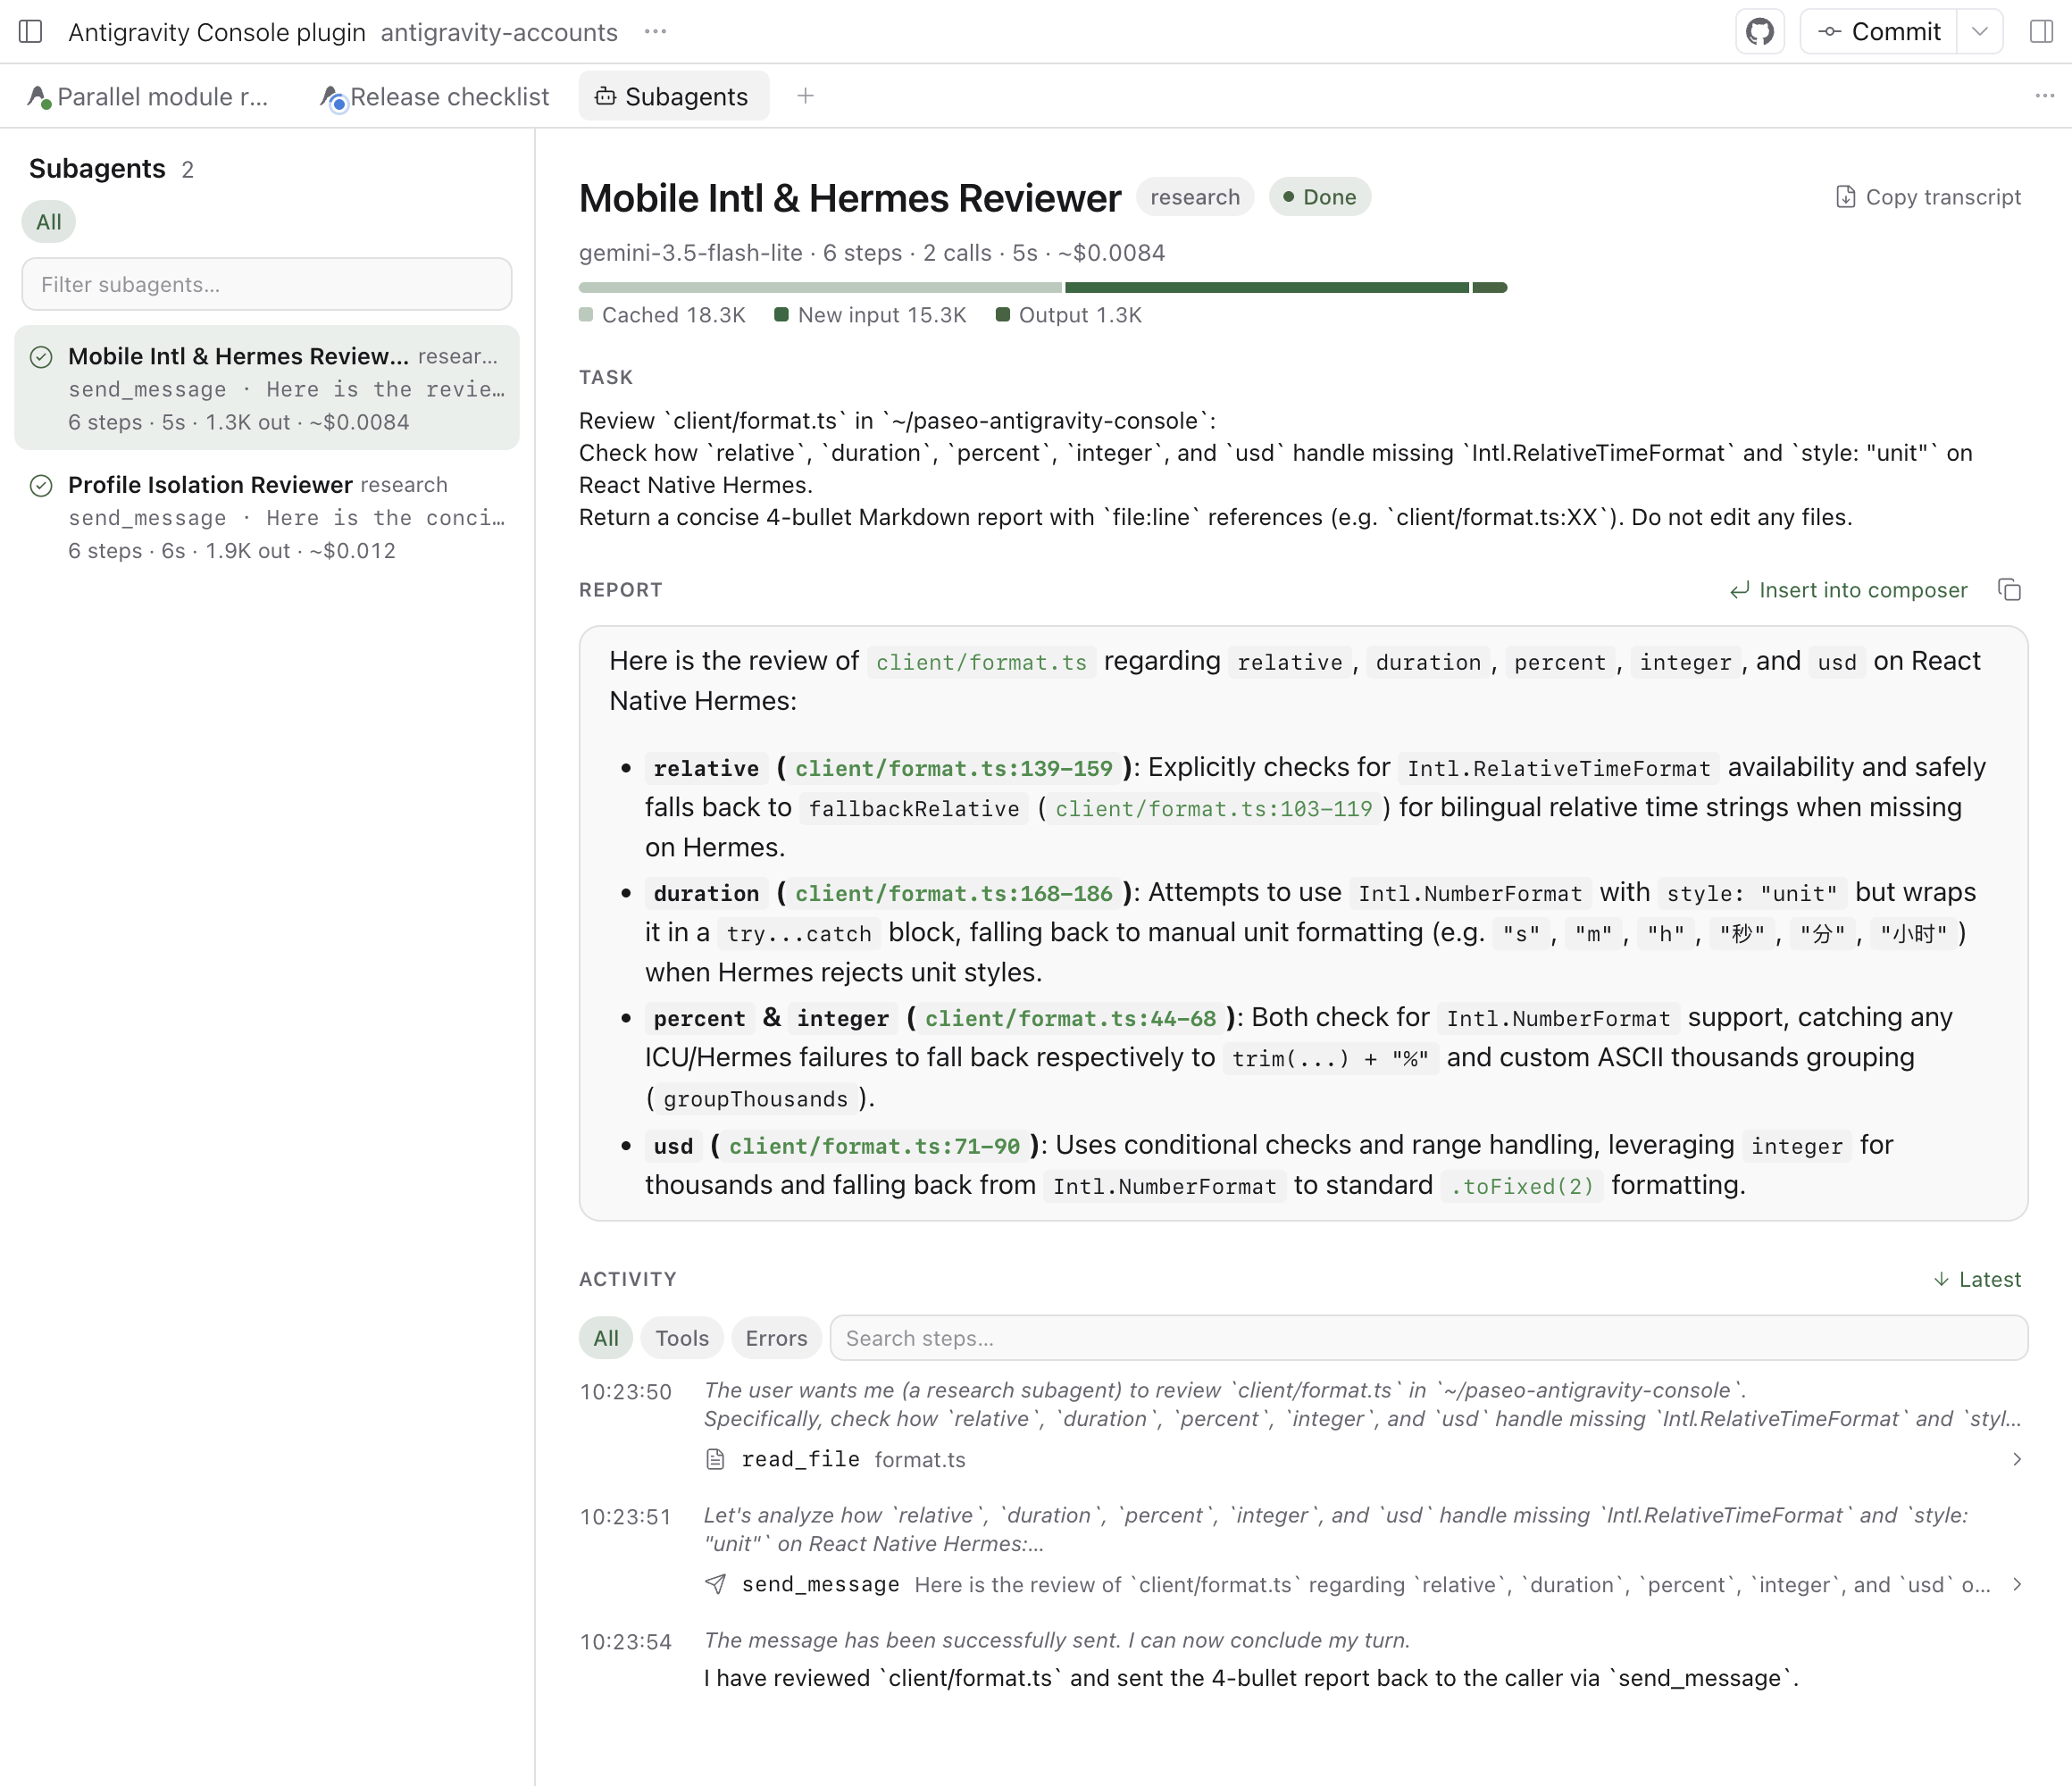 Antigravity Console plugin antigravity-accounts ...
Commit
Parallel module r...
Release checklist
Subagents
Subagents 2
All
Filter subagents...
Mobile Intl & Hermes Review... resear...
send_message · Here is the revie...
6 steps · 5s · 1.3K out · ~$0.0084
Profile Isolation Reviewer research
send_message · Here is the conci...
6 steps · 6s · 1.9K out · ~$0.012
Mobile Intl & Hermes Reviewer research Done
Copy transcript
gemini-3.5-flash-lite · 6 steps · 2 calls · 5s · ~$0.0084
Cached 18.3K New input 15.3K Output 1.3K
TASK
Review `client/format.ts` in `~/paseo-antigravity-console`:
Check how `relative`, `duration`, `percent`, `integer`, and `usd` handle missing `Intl.RelativeTimeFormat` and `style: "unit"` on
React Native Hermes.
Return a concise 4-bullet Markdown report with `file:line` references (e.g. `client/format.ts:XX`). Do not edit any files.
REPORT
Insert into composer
Here is the review of client/format.ts regarding relative, duration, percent, integer, and usd on React
Native Hermes:
• relative (client/format.ts:139–159): Explicitly checks for Intl.RelativeTimeFormat availability and safely
falls back to fallbackRelative (client/format.ts:103–119) for bilingual relative time strings when missing
on Hermes.
• duration (client/format.ts:168–186): Attempts to use Intl.NumberFormat with style: "unit" but wraps
it in a try...catch block, falling back to manual unit formatting (e.g. "s", "m", "h", "秒", "分", "小时")
when Hermes rejects unit styles.
• percent & integer (client/format.ts:44–68): Both check for Intl.NumberFormat support, catching any
ICU/Hermes failures to fall back respectively to trim(...) + "%" and custom ASCII thousands grouping
(groupThousands).
• usd (client/format.ts:71–90): Uses conditional checks and range handling, leveraging integer for
thousands and falling back from Intl.NumberFormat to standard .toFixed(2) formatting.
ACTIVITY
Latest
All Tools Errors Search steps...
10:23:50 The user wants me (a research subagent) to review `client/format.ts` in `~/paseo-antigravity-console`.
Specifically, check how `relative`, `duration`, `percent`, `integer`, and `usd` handle missing `Intl.RelativeTimeFormat` and `styl...
read_file format.ts
10:23:51 Let's analyze how `relative`, `duration`, `percent`, `integer`, and `usd` handle missing `Intl.RelativeTimeFormat` and `style:
"unit"` on React Native Hermes:...
send_message Here is the review of `client/format.ts` regarding `relative`, `duration`, `percent`, `integer`, and `usd` o...
10:23:54 The message has been successfully sent. I can now conclude my turn.
I have reviewed `client/format.ts` and sent the 4-bullet report back to the caller via `send_message`.